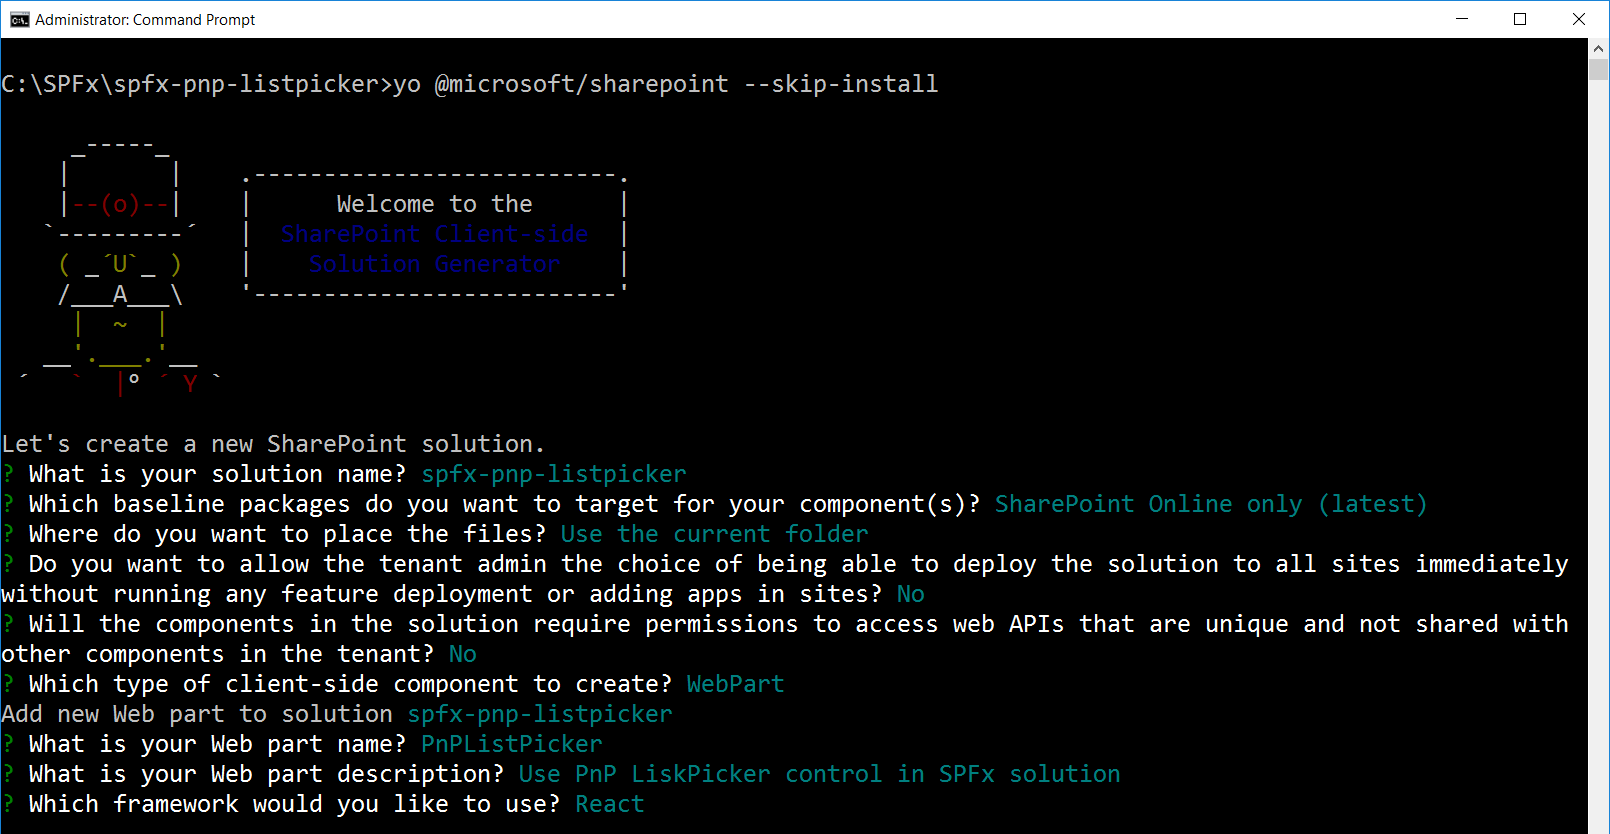 Administrator: Command Prompt
C:\SPFx\spfx-pnp-listpicker>yo @microsoft/sharepoint --skip-install
     _-----_
    |       |    .--------------------------.
    |--(o)--|    |      Welcome to the      |
   `---------´   |  SharePoint Client-side  |
    ( _´U`_ )    |    Solution Generator    |
    /___A___\    '--------------------------'
     |  ~  |
   __'.___.'__
 ´   `  |° ´ Y `
Let's create a new SharePoint solution.
? What is your solution name? spfx-pnp-listpicker
? Which baseline packages do you want to target for your component(s)? SharePoint Online only (latest)
? Where do you want to place the files? Use the current folder
? Do you want to allow the tenant admin the choice of being able to deploy the solution to all sites immediately
without running any feature deployment or adding apps in sites? No
? Will the components in the solution require permissions to access web APIs that are unique and not shared with
other components in the tenant? No
? Which type of client-side component to create? WebPart
Add new Web part to solution spfx-pnp-listpicker
? What is your Web part name? PnPListPicker
? What is your Web part description? Use PnP LiskPicker control in SPFx solution
? Which framework would you like to use? React